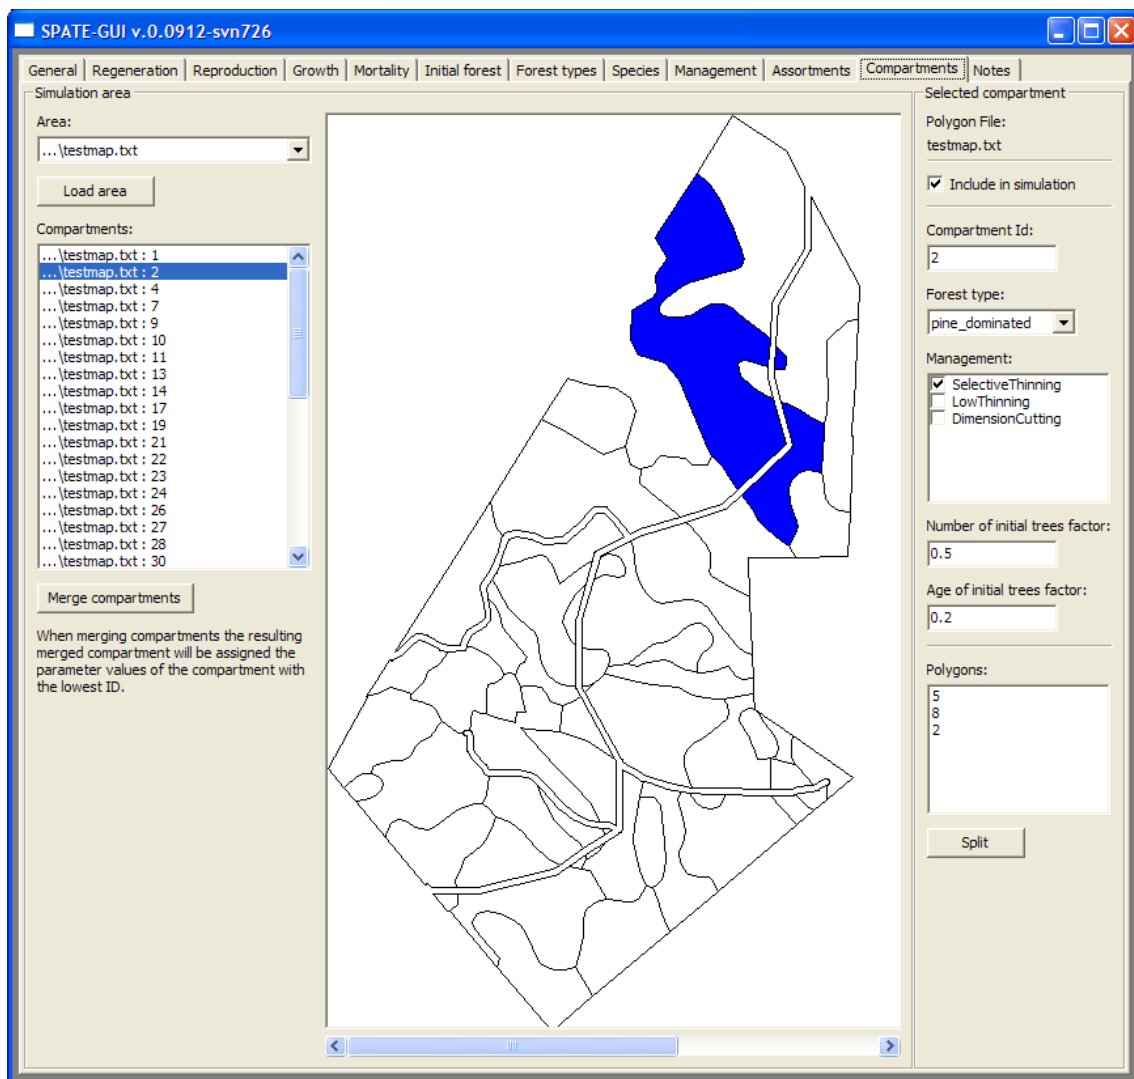 SPATE-GUI v.0.0912-svn726
General Regeneration Reproduction Growth Mortality Initial forest Forest types Species Management Assortments Compartments Notes
Simulation area
Area:
...\testmap.txt
Load area
Compartments:
...\testmap.txt : 1
...\testmap.txt : 2
...\testmap.txt : 4
...\testmap.txt : 7
...\testmap.txt : 9
...\testmap.txt : 10
...\testmap.txt : 11
...\testmap.txt : 13
...\testmap.txt : 14
...\testmap.txt : 17
...\testmap.txt : 19
...\testmap.txt : 21
...\testmap.txt : 22
...\testmap.txt : 23
...\testmap.txt : 24
...\testmap.txt : 26
...\testmap.txt : 27
...\testmap.txt : 28
...\testmap.txt : 30
Merge compartments
When merging compartments the resulting
merged compartment will be assigned the
parameter values of the compartment with
the lowest ID.
Selected compartment
Polygon File:
testmap.txt
Include in simulation
Compartment Id:
2
Forest type:
pine_dominated
Management:
SelectiveThinning
LowThinning
DimensionCutting
Number of initial trees factor:
0.5
Age of initial trees factor:
0.2
Polygons:
5
8
2
Split